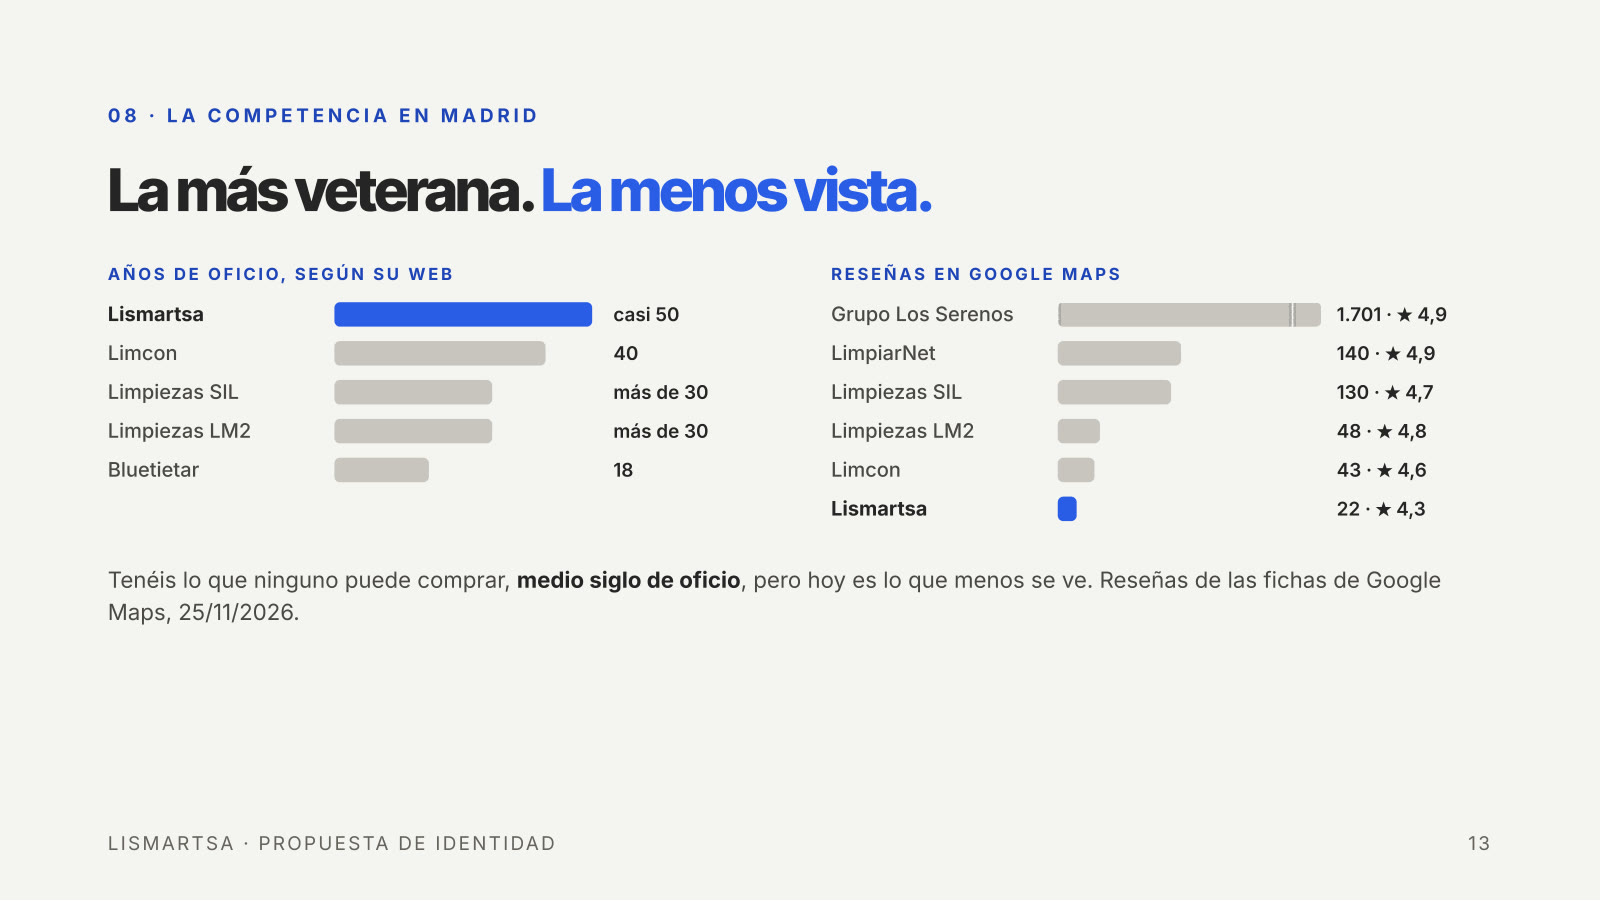 08 · LA COMPETENCIA EN MADRID
La más veterana. La menos vista.
AÑOS DE OFICIO, SEGÚN SU WEB
Lismartsa casi 50
Limcon 40
Limpiezas SIL más de 30
Limpiezas LM2 más de 30
Bluetietar 18
RESEÑAS EN GOOGLE MAPS
Grupo Los Serenos 1.701 · ★ 4,9
LimpiarNet 140 · ★ 4,9
Limpiezas SIL 130 · ★ 4,7
Limpiezas LM2 48 · ★ 4,8
Limcon 43 · ★ 4,6
Lismartsa 22 · ★ 4,3
Tenéis lo que ninguno puede comprar, medio siglo de oficio, pero hoy es lo que menos se ve. Reseñas de las fichas de Google
Maps, 25/11/2026.
LISMARTSA · PROPUESTA DE IDENTIDAD
13